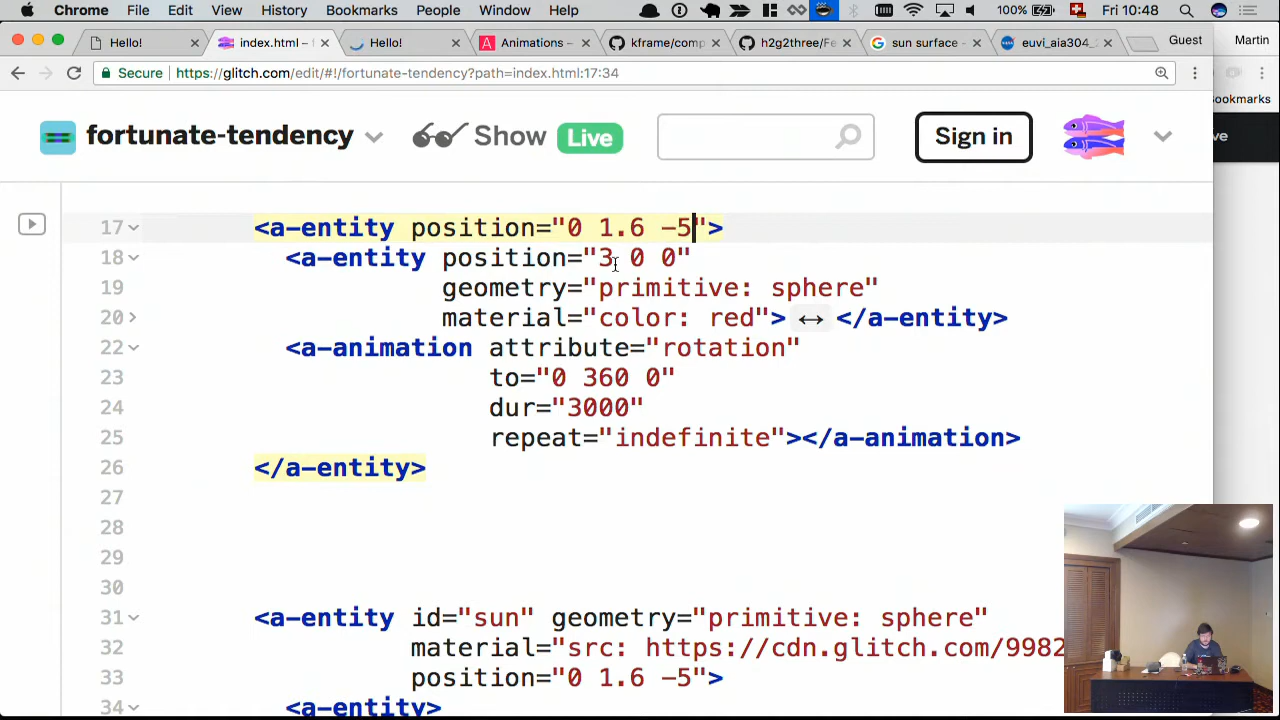 Chrome File Edit View History Bookmarks People Window Help 100% Fri 10:48
Hello! index.html – f Hello! Animations – kframe/comp h2g2three/Fe sun surface – euvi_aia304_ Guest Martin
Secure https://glitch.com/edit/#!/fortunate-tendency?path=index.html:17:34
ookmarks
fortunate-tendency Show Live Sign in ve
17 <a-entity position="0 1.6 -5">
18 <a-entity position="3 0 0"
19 geometry="primitive: sphere"
20 material="color: red"> ↔ </a-entity>
22 <a-animation attribute="rotation"
23 to="0 360 0"
24 dur="3000"
25 repeat="indefinite"></a-animation>
26 </a-entity>
27
28
29
30
31 <a-entity id="sun" geometry="primitive: sphere"
32 material="src: https://cdn.glitch.com/9982
33 position="0 1.6 -5">
34 <a-entity>